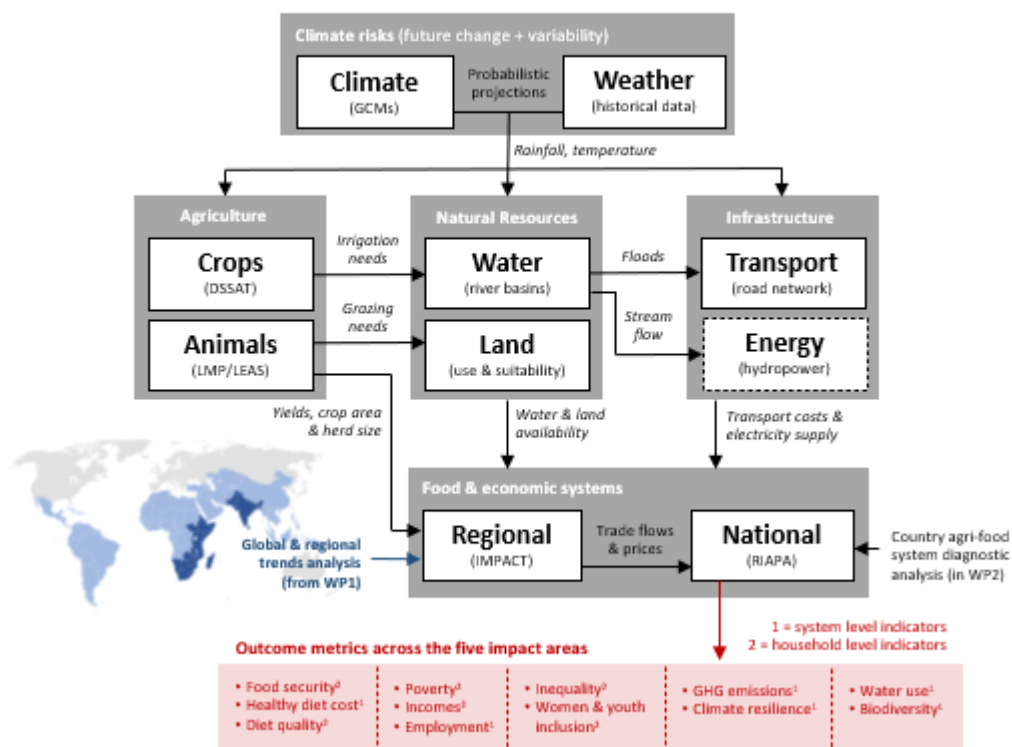 Climate risks (future change + variability)
Climate
(GCMs)
Probabilistic
projections
Weather
(historical data)
Rainfall, temperature
Agriculture
Natural Resources
Infrastructure
Crops
(DSSAT)
Irrigation
needs
Water
(river basins)
Floods
Transport
(road network)
Grazing
needs
Stream
flow
Animals
(LMP/LEAS)
Land
(use & suitability)
Energy
(hydropower)
Yields, crop area
& herd size
Water & land
availability
Transport costs &
electricity supply
Food & economic systems
Global & regional
trends analysis
(from WP1)
Regional
(IMPACT)
Trade flows
& prices
National
(RIAPA)
Country agri-food
system diagnostic
analysis (in WP2)
1 = system level indicators
2 = household level indicators
Outcome metrics across the five impact areas
• Food security²
• Healthy diet cost¹
• Diet quality²
• Poverty²
• Incomes²
• Employment¹
• Inequality²
• Women & youth
inclusion²
• GHG emissions¹
• Climate resilience¹
• Water use¹
• Biodiversity¹